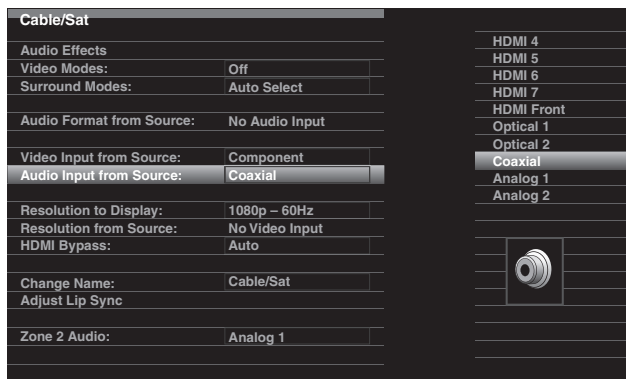 Cable/Sat
Audio Effects
Video Modes: Off
Surround Modes: Auto Select
Audio Format from Source: No Audio Input
Video Input from Source: Component
Audio Input from Source: Coaxial
Resolution to Display: 1080p – 60Hz
Resolution from Source: No Video Input
HDMI Bypass: Auto
Change Name: Cable/Sat
Adjust Lip Sync
Zone 2 Audio: Analog 1
HDMI 4
HDMI 5
HDMI 6
HDMI 7
HDMI Front
Optical 1
Optical 2
Coaxial
Analog 1
Analog 2